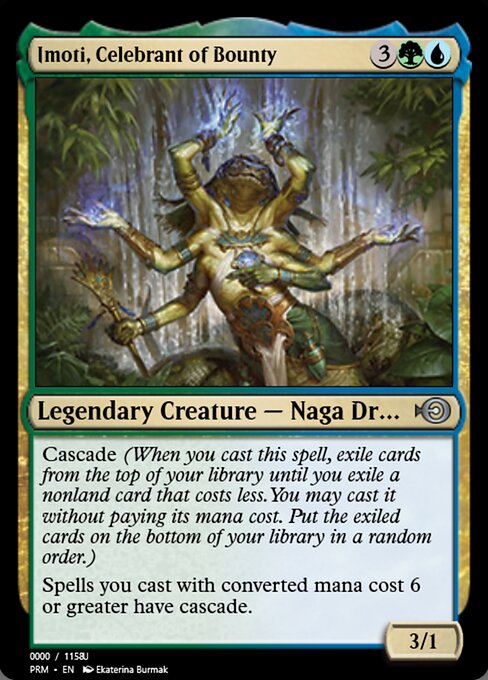 Imoti, Celebrant of Bounty 3
Legendary Creature — Naga Dr...
Cascade (When you cast this spell, exile cards
from the top of your library until you exile a
nonland card that costs less. You may cast it
without paying its mana cost. Put the exiled
cards on the bottom of your library in a random
order.)
Spells you cast with converted mana cost 6
or greater have cascade.
3/1
0000 / 1158U
PRM • EN Ekaterina Burmak